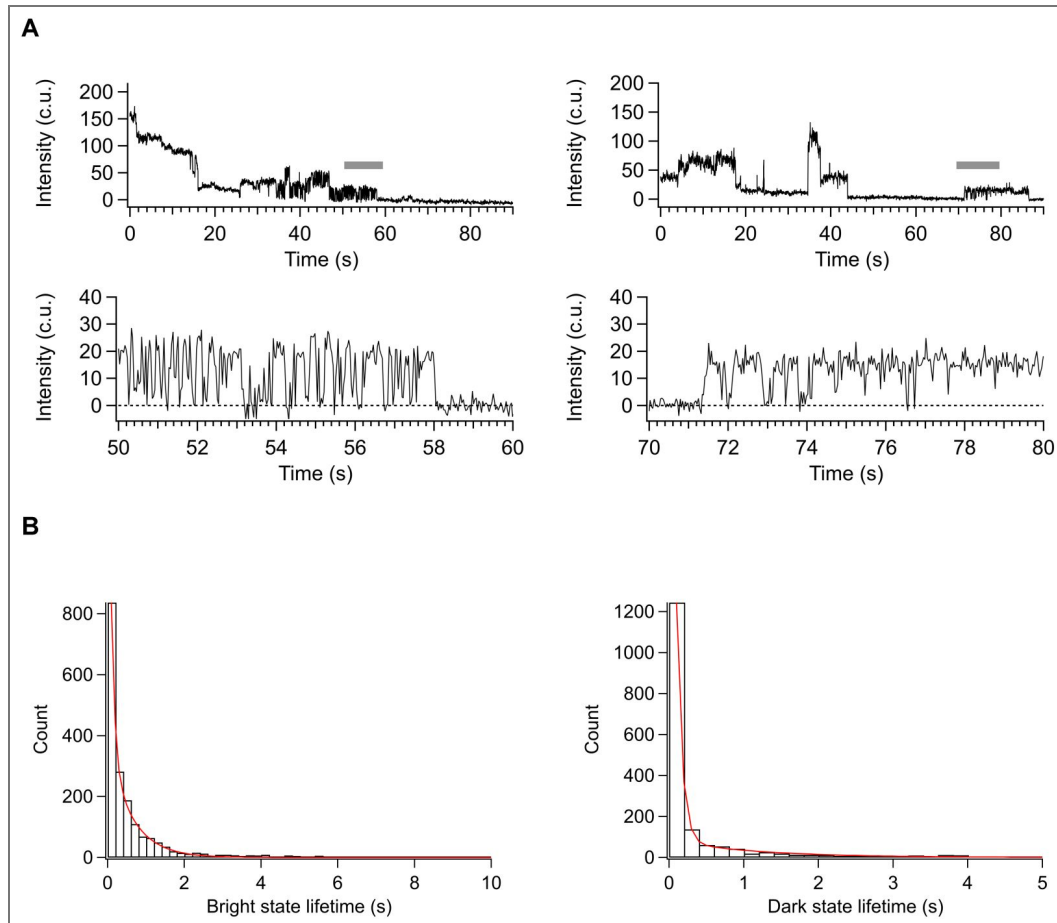 A
Intensity (c.u.)
200
150
100
50
0
0 20 40 60 80
Time (s)
Intensity (c.u.)
200
150
100
50
0
0 20 40 60 80
Time (s)
Intensity (c.u.)
40
30
20
10
0
50 52 54 56 58 60
Time (s)
Intensity (c.u.)
40
30
20
10
0
70 72 74 76 78 80
Time (s)
B
Count
800
600
400
200
0
0 2 4 6 8 10
Bright state lifetime (s)
Count
1200
1000
800
600
400
200
0
0 1 2 3 4 5
Dark state lifetime (s)